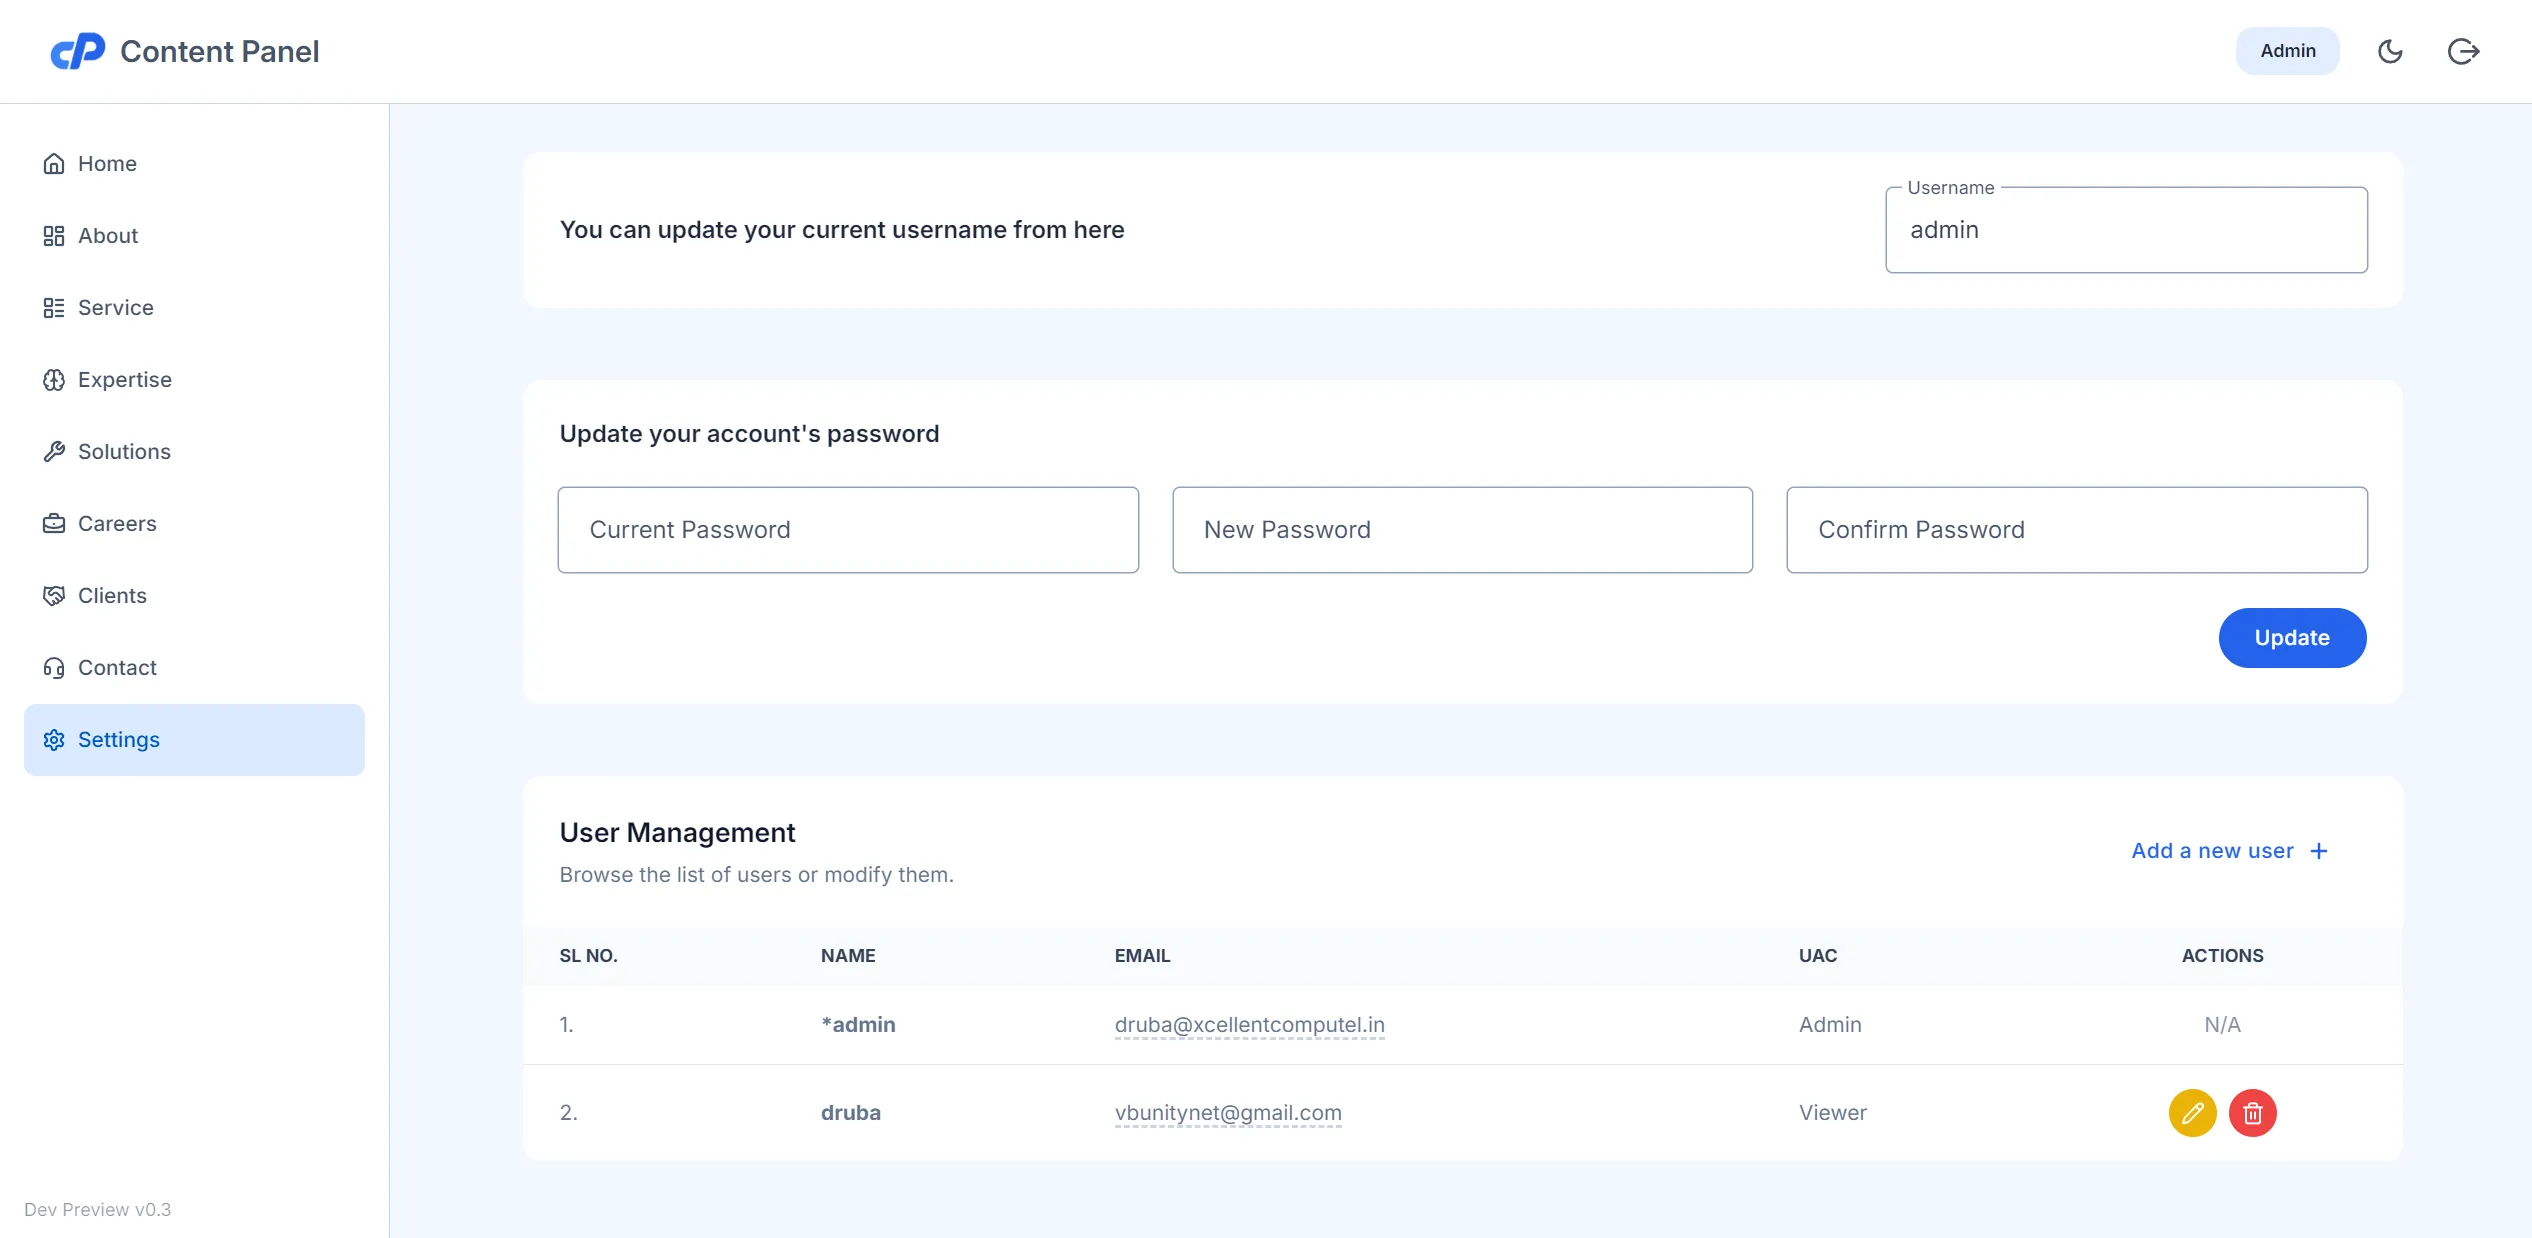 cP Content Panel
Admin
Home
About
Service
Expertise
Solutions
Careers
Clients
Contact
Settings
Dev Preview v0.3
You can update your current username from here
Username
admin
Update your account's password
Current Password
New Password
Confirm Password
Update
User Management
Browse the list of users or modify them.
Add a new user +
SL NO. NAME EMAIL UAC ACTIONS
1. *admin druba@xcellentcomputel.in Admin N/A
2. druba vbunitynet@gmail.com Viewer